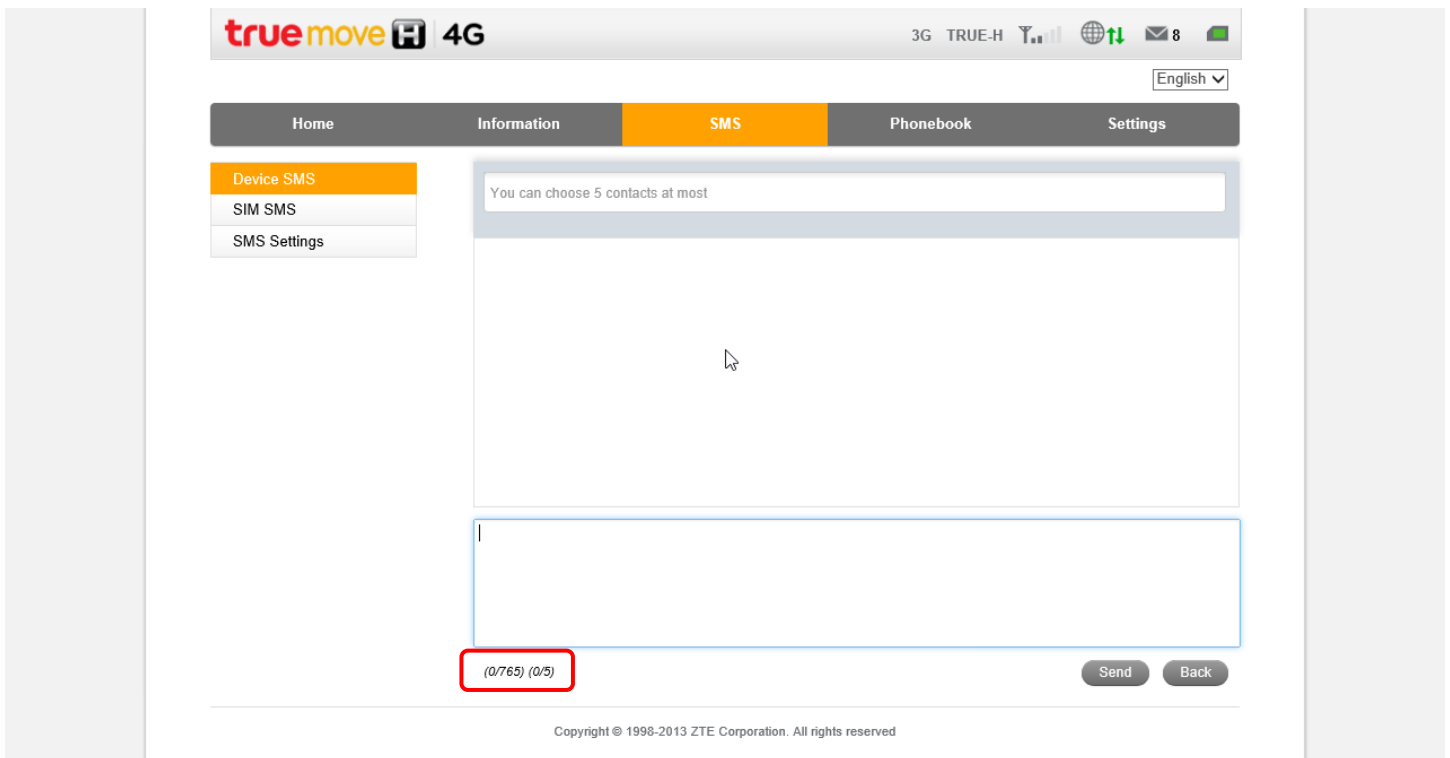 truemove H 4G
3G TRUE-H 8
English
Home Information SMS Phonebook Settings
Device SMS
SIM SMS
SMS Settings
You can choose 5 contacts at most
(0/765) (0/5)
Send Back
Copyright © 1998-2013 ZTE Corporation. All rights reserved